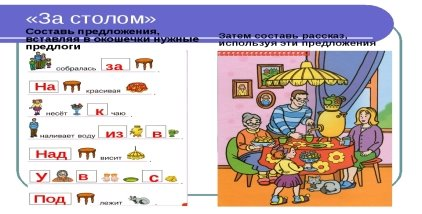 «За столом»
Составь предложения,
вставляя в окошечки нужные
предлоги
Затем составь рассказ,
используя эти предложения
собралась за
На красивая
несёт к чаю
наливает воду из в
Над висит
У в с
Под лежит